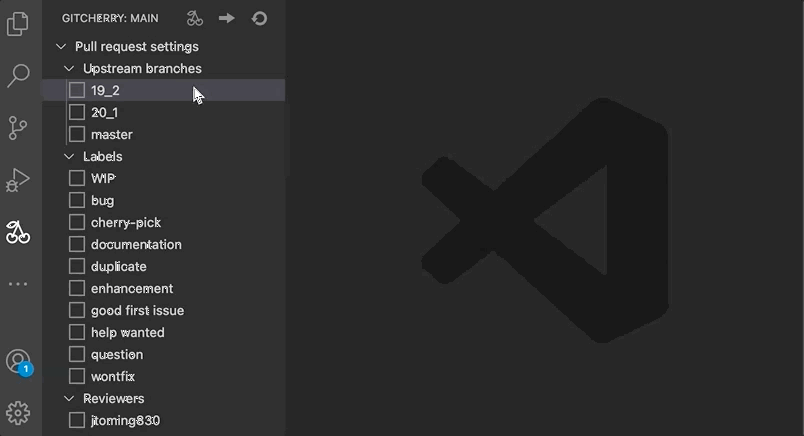 GITCHERRY: MAIN
Pull request settings
Upstream branches
19_2
20_1
master
Labels
WIP
bug
cherry-pick
documentation
duplicate
enhancement
good first issue
help wanted
question
wontfix
Reviewers
jtomings830
1